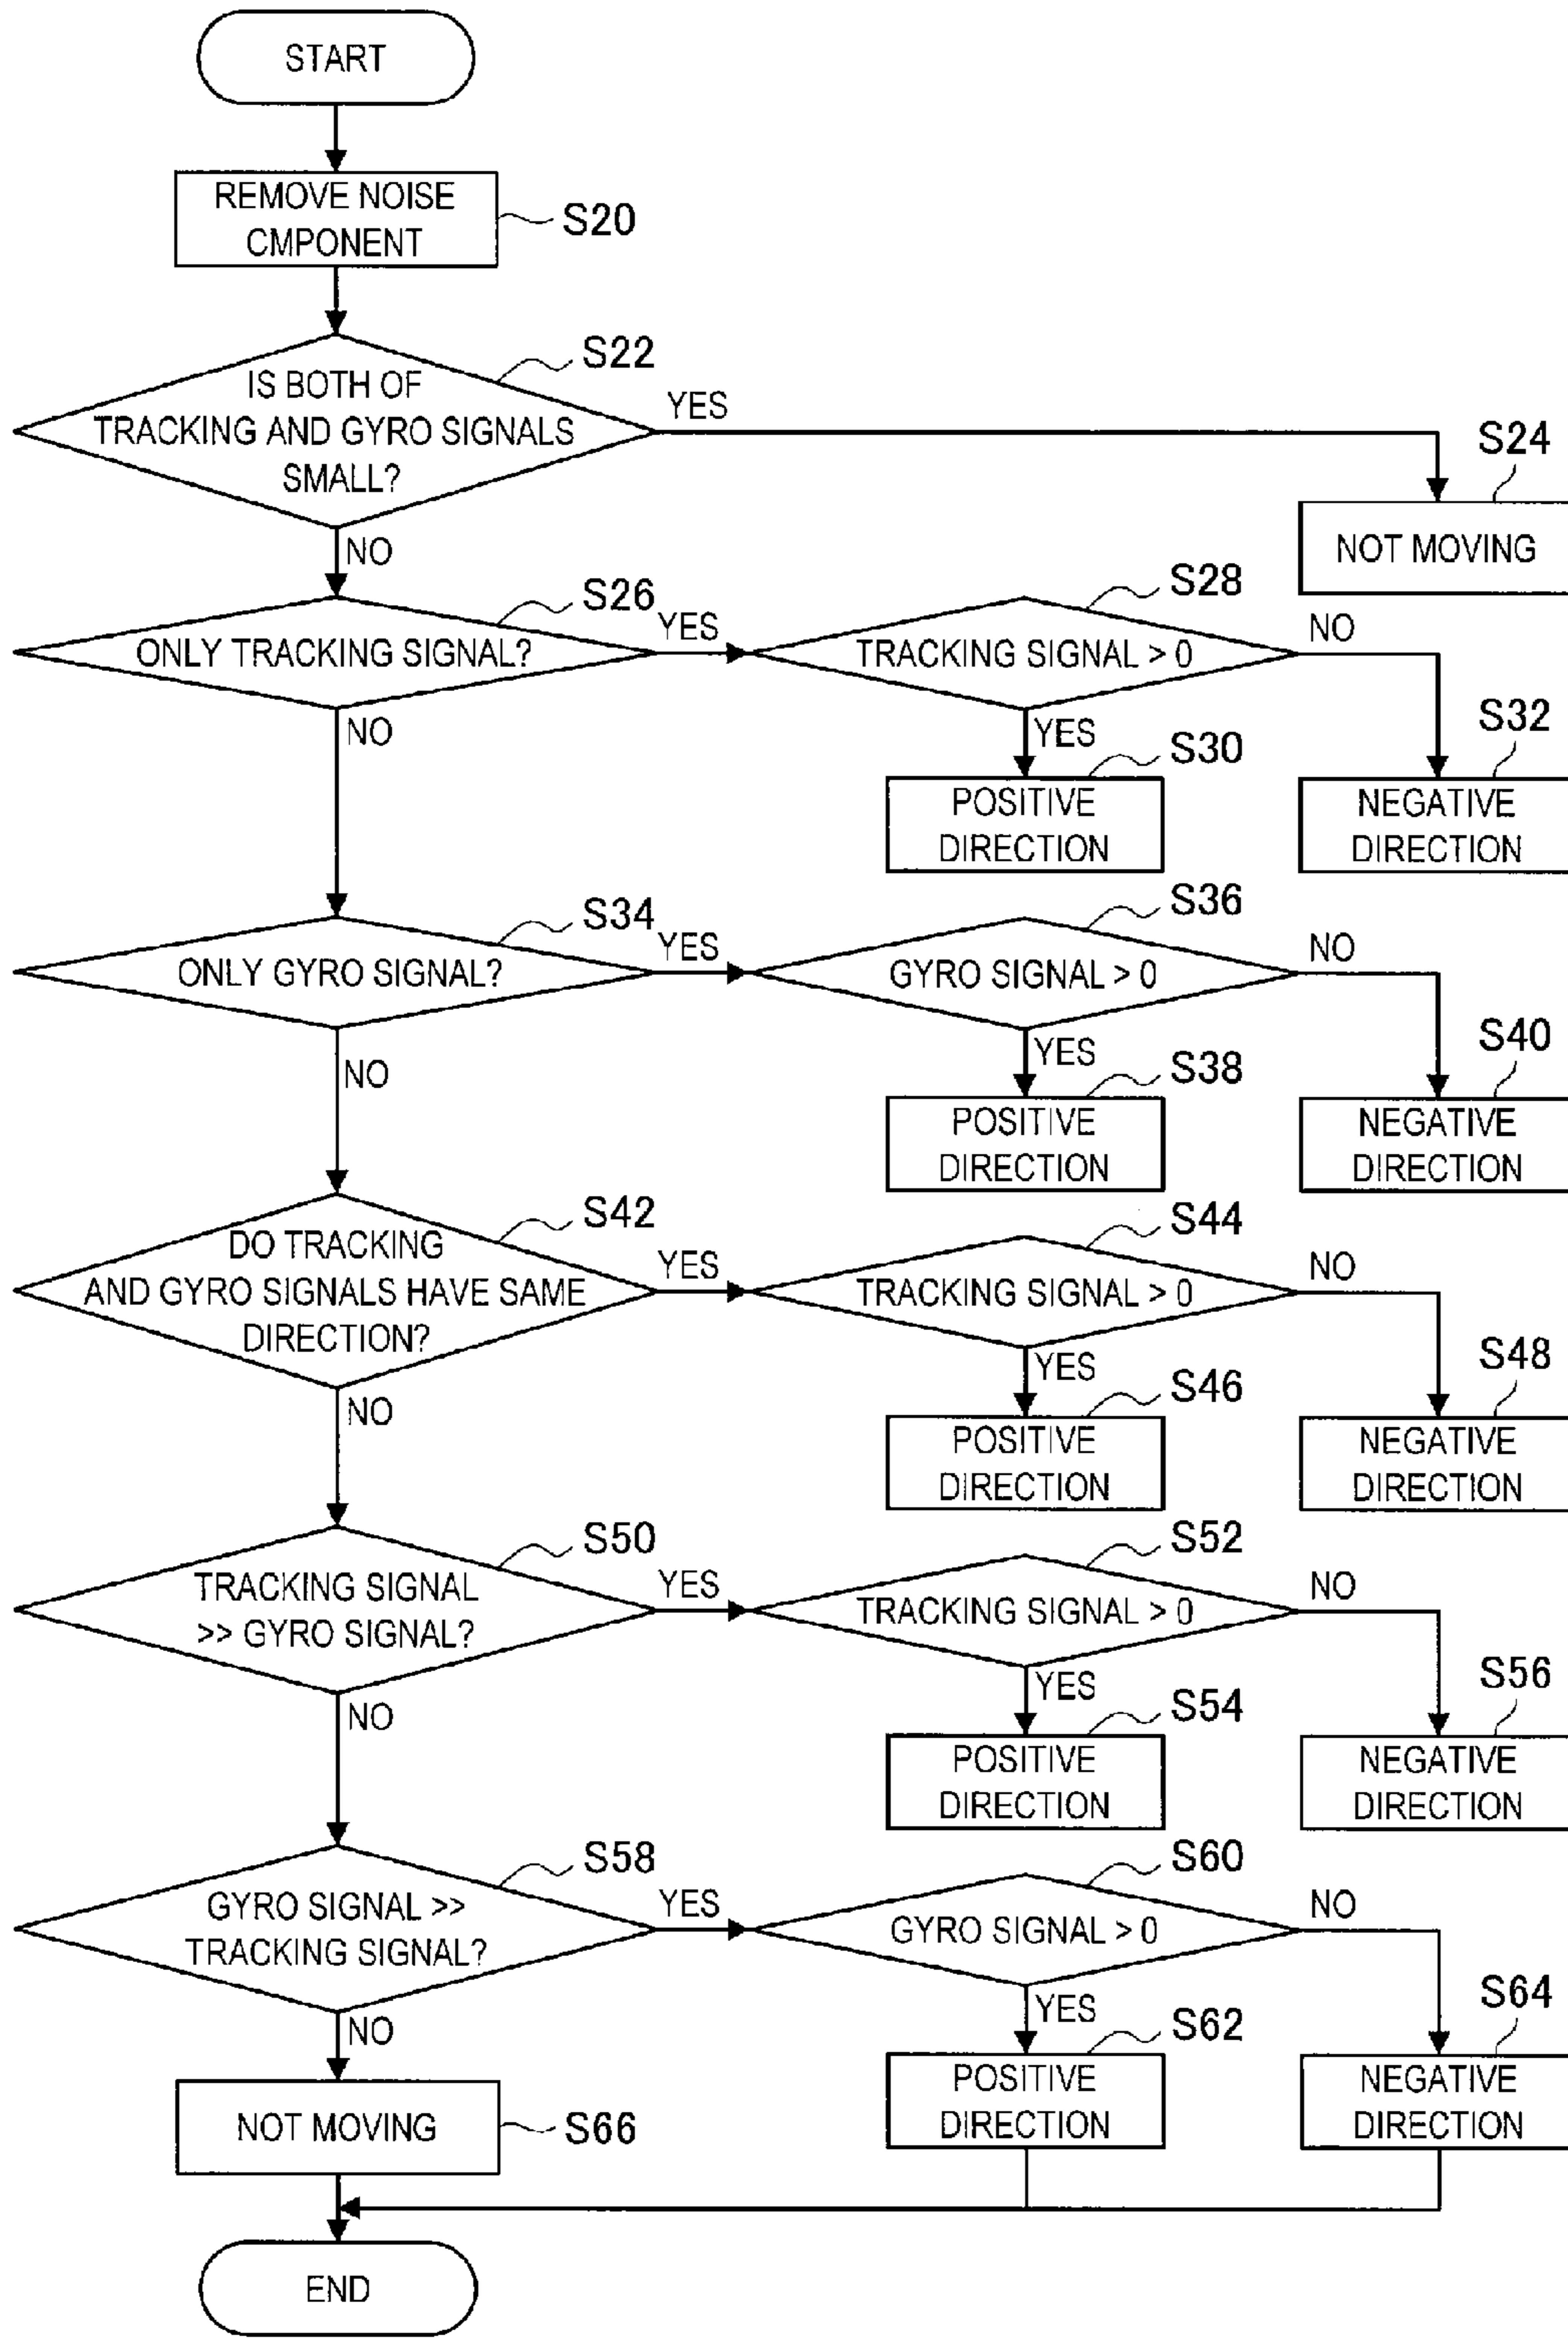 START
REMOVE NOISE
CMPONENT
S20
S22
IS BOTH OF
TRACKING AND GYRO SIGNALS
SMALL?
YES
S24
NOT MOVING
NO
S26
ONLY TRACKING SIGNAL?
YES
S28
TRACKING SIGNAL > 0
NO
S32
NEGATIVE
DIRECTION
YES
S30
POSITIVE
DIRECTION
NO
S34
ONLY GYRO SIGNAL?
YES
S36
GYRO SIGNAL > 0
NO
S40
NEGATIVE
DIRECTION
YES
S38
POSITIVE
DIRECTION
NO
S42
DO TRACKING
AND GYRO SIGNALS HAVE SAME
DIRECTION?
YES
S44
TRACKING SIGNAL > 0
NO
S48
NEGATIVE
DIRECTION
YES
S46
POSITIVE
DIRECTION
NO
S50
TRACKING SIGNAL
>> GYRO SIGNAL?
YES
S52
TRACKING SIGNAL > 0
NO
S56
NEGATIVE
DIRECTION
YES
S54
POSITIVE
DIRECTION
NO
S58
GYRO SIGNAL >>
TRACKING SIGNAL?
YES
S60
GYRO SIGNAL > 0
NO
S64
NEGATIVE
DIRECTION
YES
S62
POSITIVE
DIRECTION
NO
NOT MOVING
S66
END